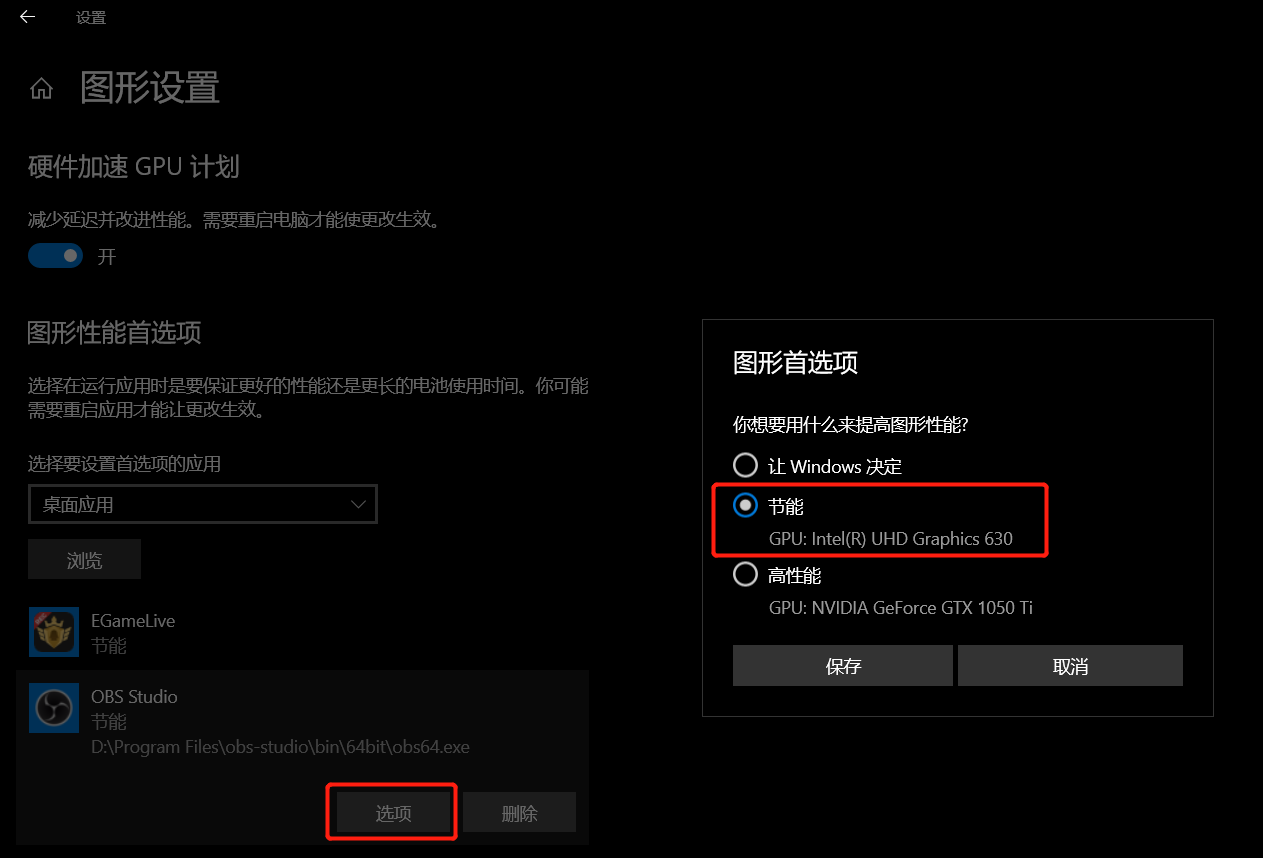 设置
图形设置
硬件加速 GPU 计划
减少延迟并改进性能。需要重启电脑才能使更改生效。
开
图形性能首选项
选择在运行应用时是要保证更好的性能还是更长的电池使用时间。你可能
需要重启应用才能让更改生效。
选择要设置首选项的应用
桌面应用
浏览
EGameLive
节能
OBS Studio
节能
D:\Program Files\obs-studio\bin\64bit\obs64.exe
选项
删除
图形首选项
你想要用什么来提高图形性能?
让 Windows 决定
节能
GPU: Intel(R) UHD Graphics 630
高性能
GPU: NVIDIA GeForce GTX 1050 Ti
保存
取消